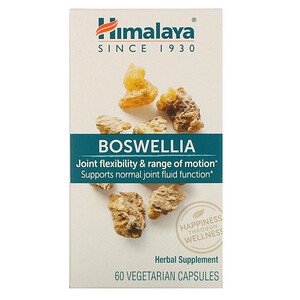 Himalaya
SINCE 1930
BOSWELLIA
Joint flexibility & range of motion*
Supports normal joint fluid function*
HAPPINESS
THROUGH
WELLNESS
Herbal Supplement
60 VEGETARIAN CAPSULES